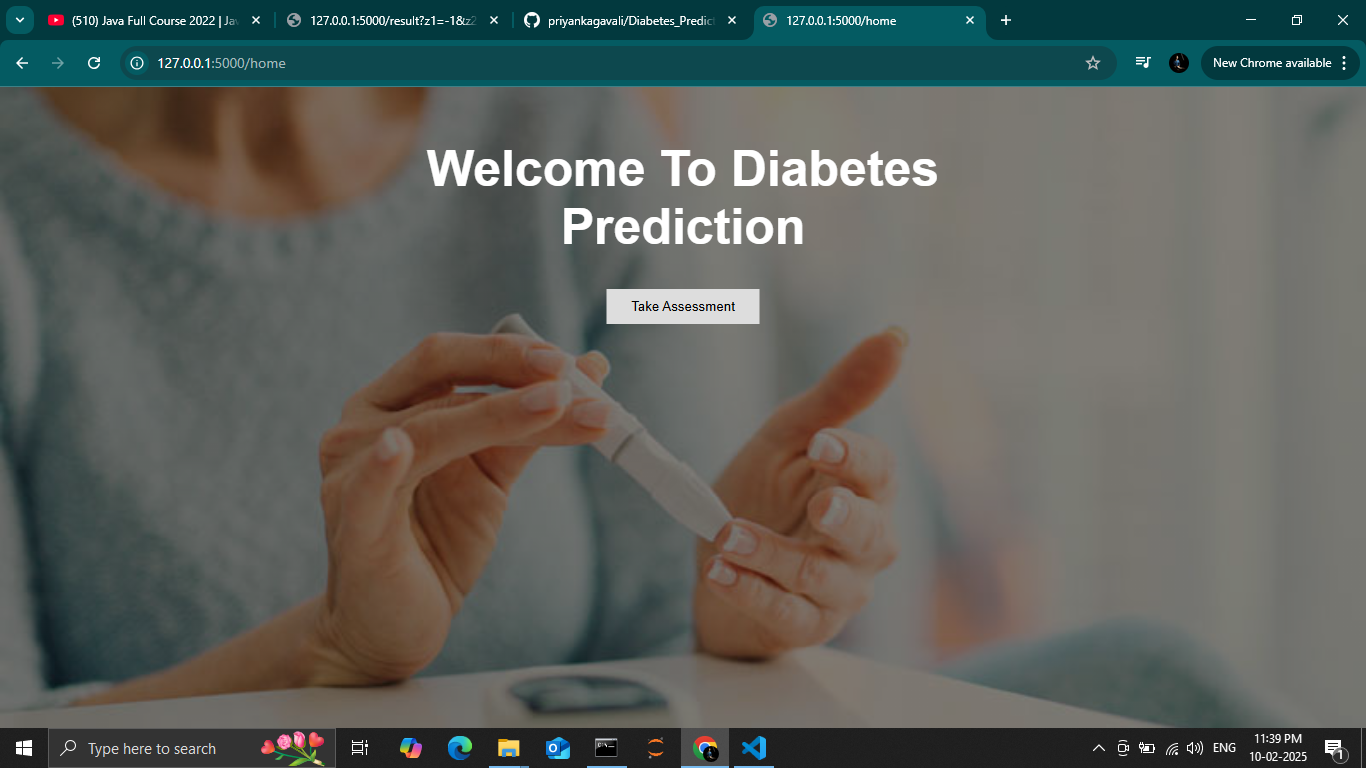 (510) Java Full Course 2022 | Jav
127.0.0.1:5000/result?z1=-1&z2
priyankagavali/Diabetes_Predict
127.0.0.1:5000/home
127.0.0.1:5000/home
New Chrome available
Welcome To Diabetes
Prediction
Take Assessment
Type here to search
ENG
11:39 PM
10-02-2025
1